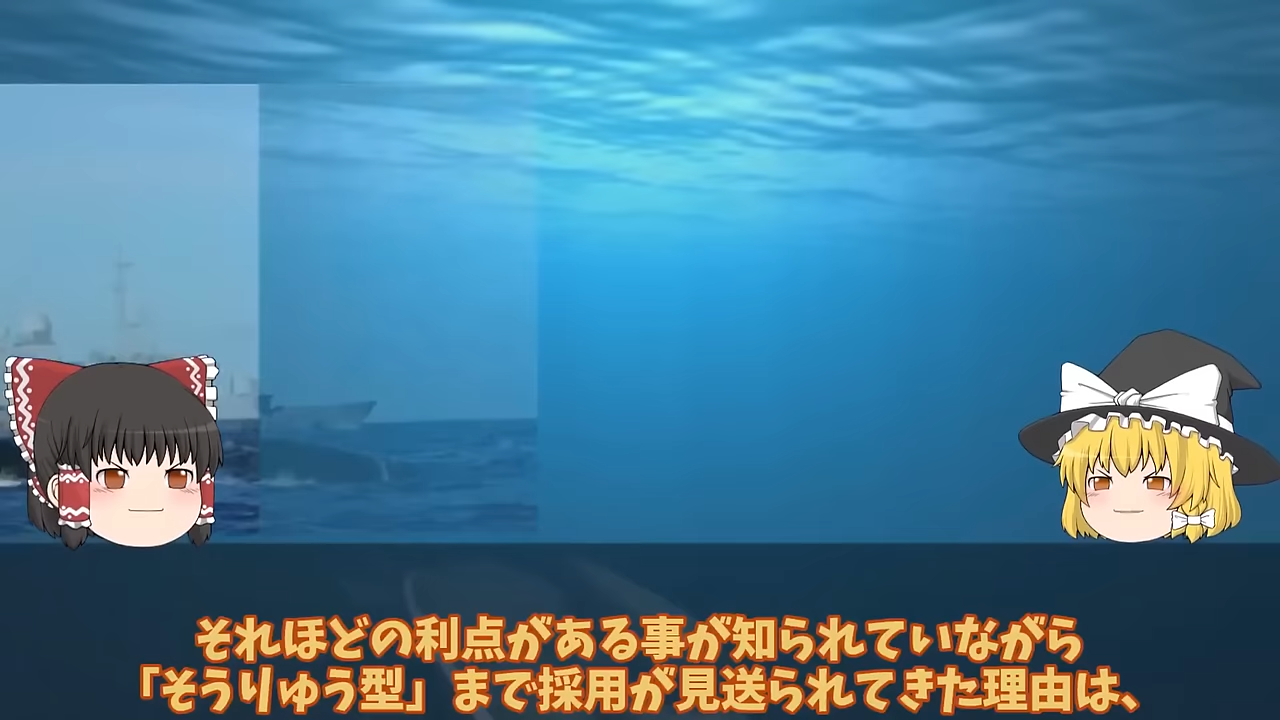 それほどの利点がある事が知られていながら
「そうりゅう型」まで採用が見送られてきた理由は、